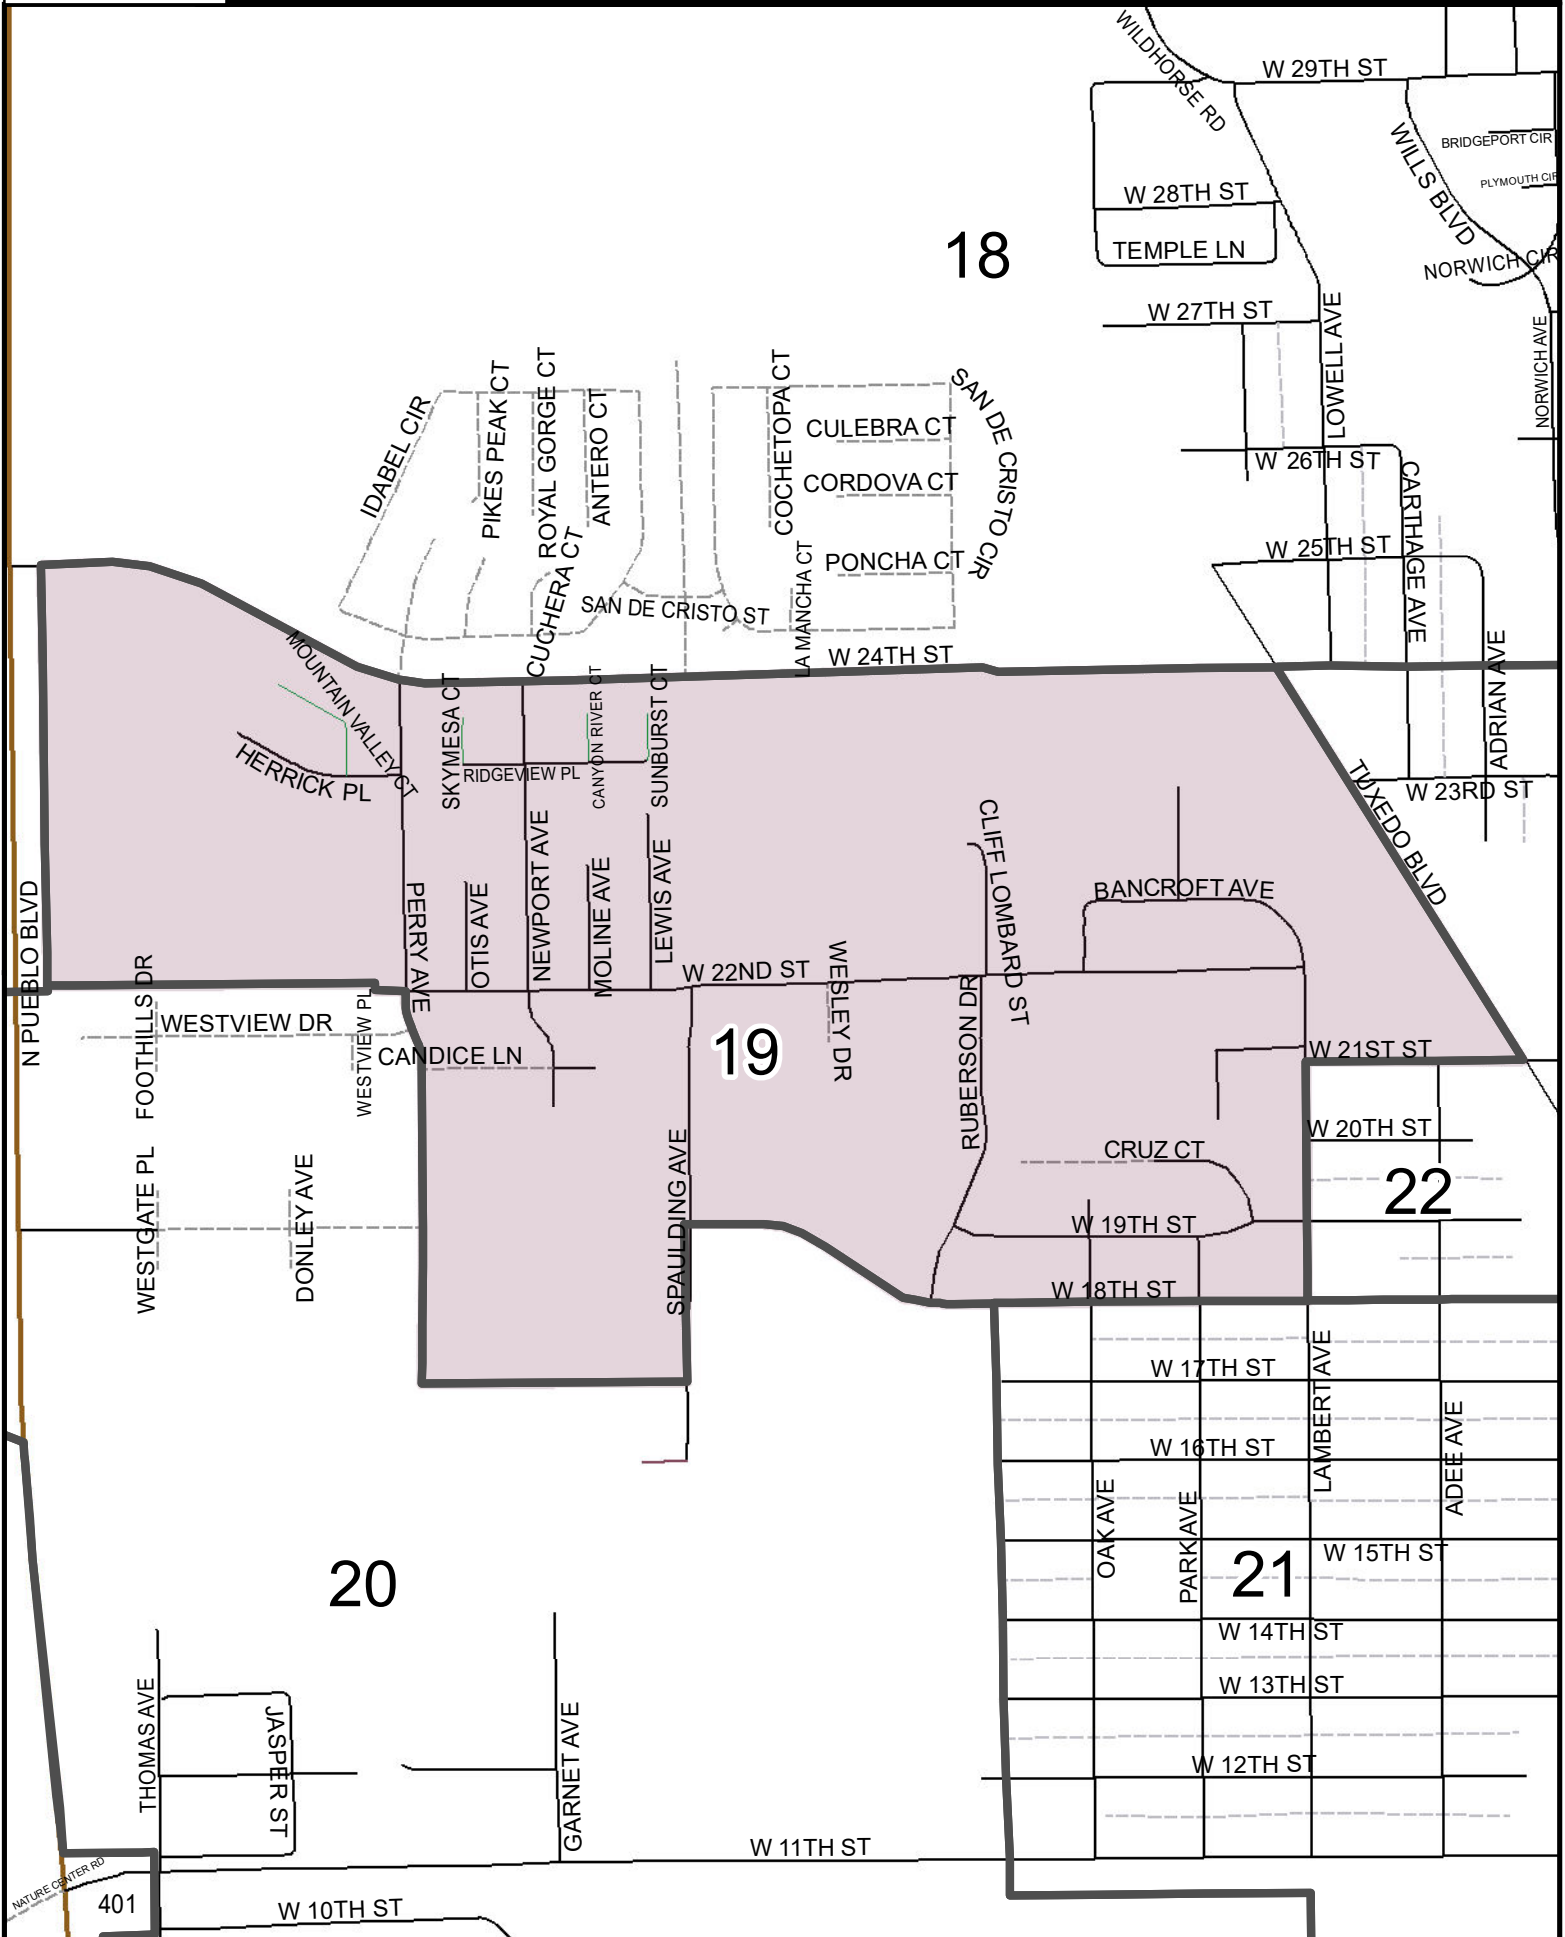 WILDHORSE RD
W 29TH ST
WILLS BLVD
BRIDGEPORT CIR
PLYMOUTH CIR
W 28TH ST
18
TEMPLE LN
NORWICH CIR
W 27TH ST
LOWELL AVE
NORWICH AVE
IDABEL CIR
PIKES PEAK CT
ROYAL GORGE CT
ANTERO CT
COCHETOPA CT
CULEBRA CT
SAN DE CRISTO CIR
CORDOVA CT
W 26TH ST
CARTHAGE AVE
CUCHERA CT
LA MANCHA CT
PONCHA CT
W 25TH ST
SAN DE CRISTO ST
W 24TH ST
ADRIAN AVE
MOUNTAIN VALLEY CT
SKYMESA CT
CANYON RIVER CT
SUNBURST CT
HERRICK PL
RIDGEVIEW PL
TUXEDO BLVD
W 23RD ST
N PUEBLO BLVD
PERRY AVE
OTIS AVE
NEWPORT AVE
MOLINE AVE
LEWIS AVE
CLIFF LOMBARD ST
BANCROFT AVE
W 22ND ST
WESLEY DR
FOOTHILLS DR
WESTVIEW DR
WESTVIEW PL
CANDICE LN
19
RUBERSON DR
W 21ST ST
W 20TH ST
CRUZ CT
22
WESTGATE PL
DONLEY AVE
SPAULDING AVE
W 19TH ST
W 18TH ST
W 17TH ST
LAMBERT AVE
W 16TH ST
ADEE AVE
OAK AVE
PARK AVE
20
21
W 15TH ST
W 14TH ST
W 13TH ST
THOMAS AVE
JASPER ST
GARNET AVE
W 12TH ST
W 11TH ST
NATURE CENTER RD
401
W 10TH ST